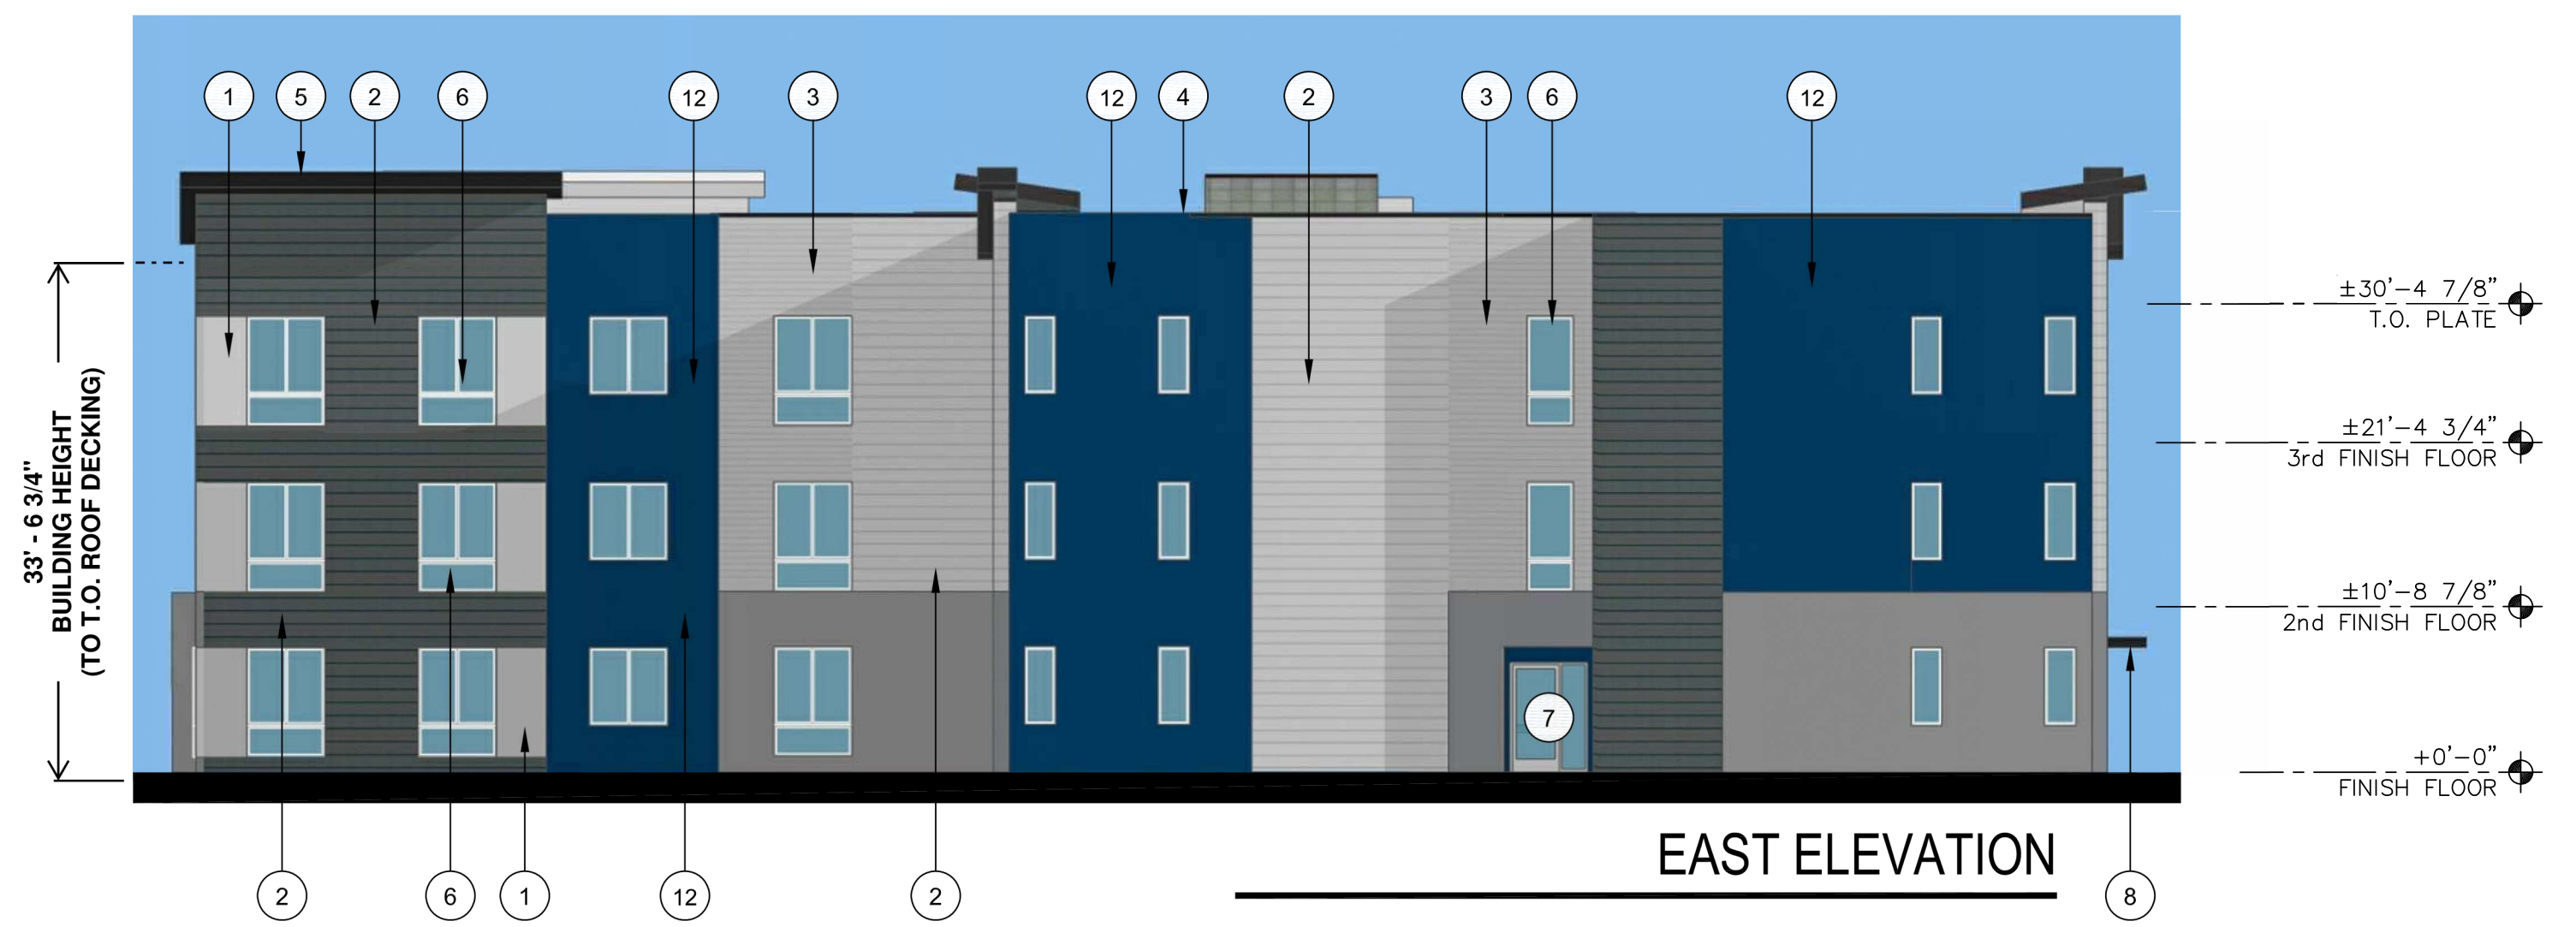 1 5 2 6 12 3 12 4 2 3 6 12
33' - 6 3/4"
BUILDING HEIGHT
(TO T.O. ROOF DECKING)
±30'-4 7/8"
T.O. PLATE
±21'-4 3/4"
3rd FINISH FLOOR
±10'-8 7/8"
2nd FINISH FLOOR
7
+0'-0"
FINISH FLOOR
EAST ELEVATION
2 6 1 12 2 8